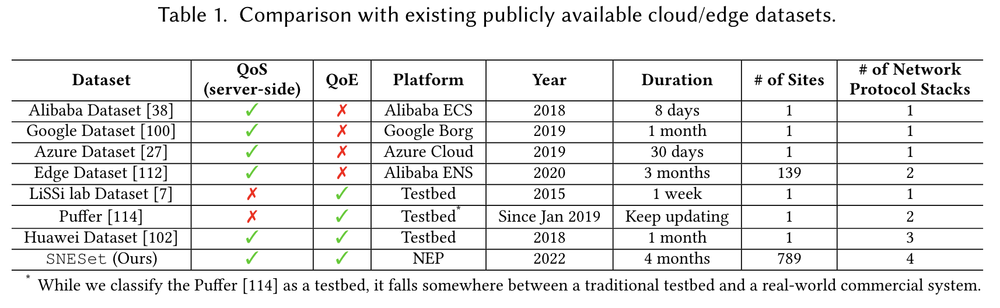 Table 1. Comparison with existing publicly available cloud/edge datasets.
Dataset QoS (server-side) QoE Platform Year Duration # of Sites # of Network Protocol Stacks
Alibaba Dataset [38] ✓ ✗ Alibaba ECS 2018 8 days 1 1
Google Dataset [100] ✓ ✗ Google Borg 2019 1 month 1 1
Azure Dataset [27] ✓ ✗ Azure Cloud 2019 30 days 1 1
Edge Dataset [112] ✓ ✗ Alibaba ENS 2020 3 months 139 2
LiSSi lab Dataset [7] ✗ ✓ Testbed 2015 1 week 1 1
Puffer [114] ✗ ✓ Testbed* Since Jan 2019 Keep updating 1 2
Huawei Dataset [102] ✓ ✓ Testbed 2018 1 month 1 3
SNESet (Ours) ✓ ✓ NEP 2022 4 months 789 4
* While we classify the Puffer [114] as a testbed, it falls somewhere between a traditional testbed and a real-world commercial system.